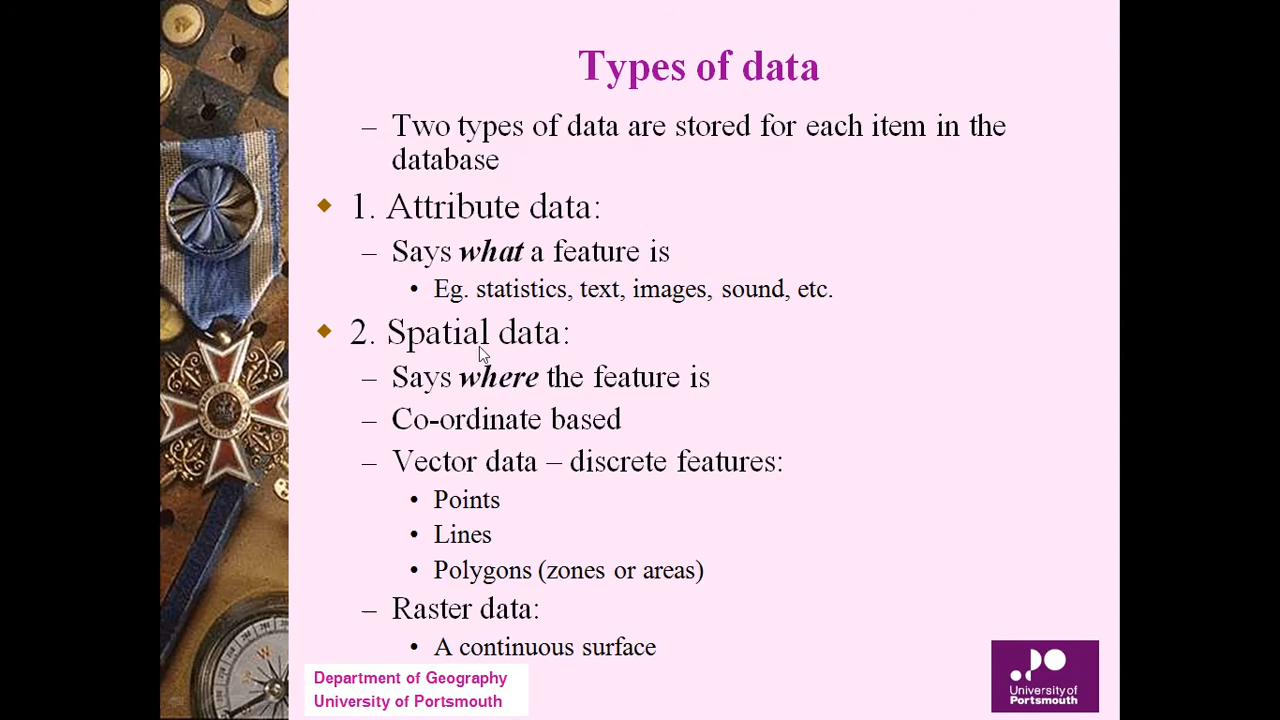 Types of data
– Two types of data are stored for each item in the
database
1. Attribute data:
– Says what a feature is
• Eg. statistics, text, images, sound, etc.
2. Spatial data:
– Says where the feature is
– Co-ordinate based
– Vector data – discrete features:
• Points
• Lines
• Polygons (zones or areas)
– Raster data:
• A continuous surface
Department of Geography
University of Portsmouth
University of
Portsmouth